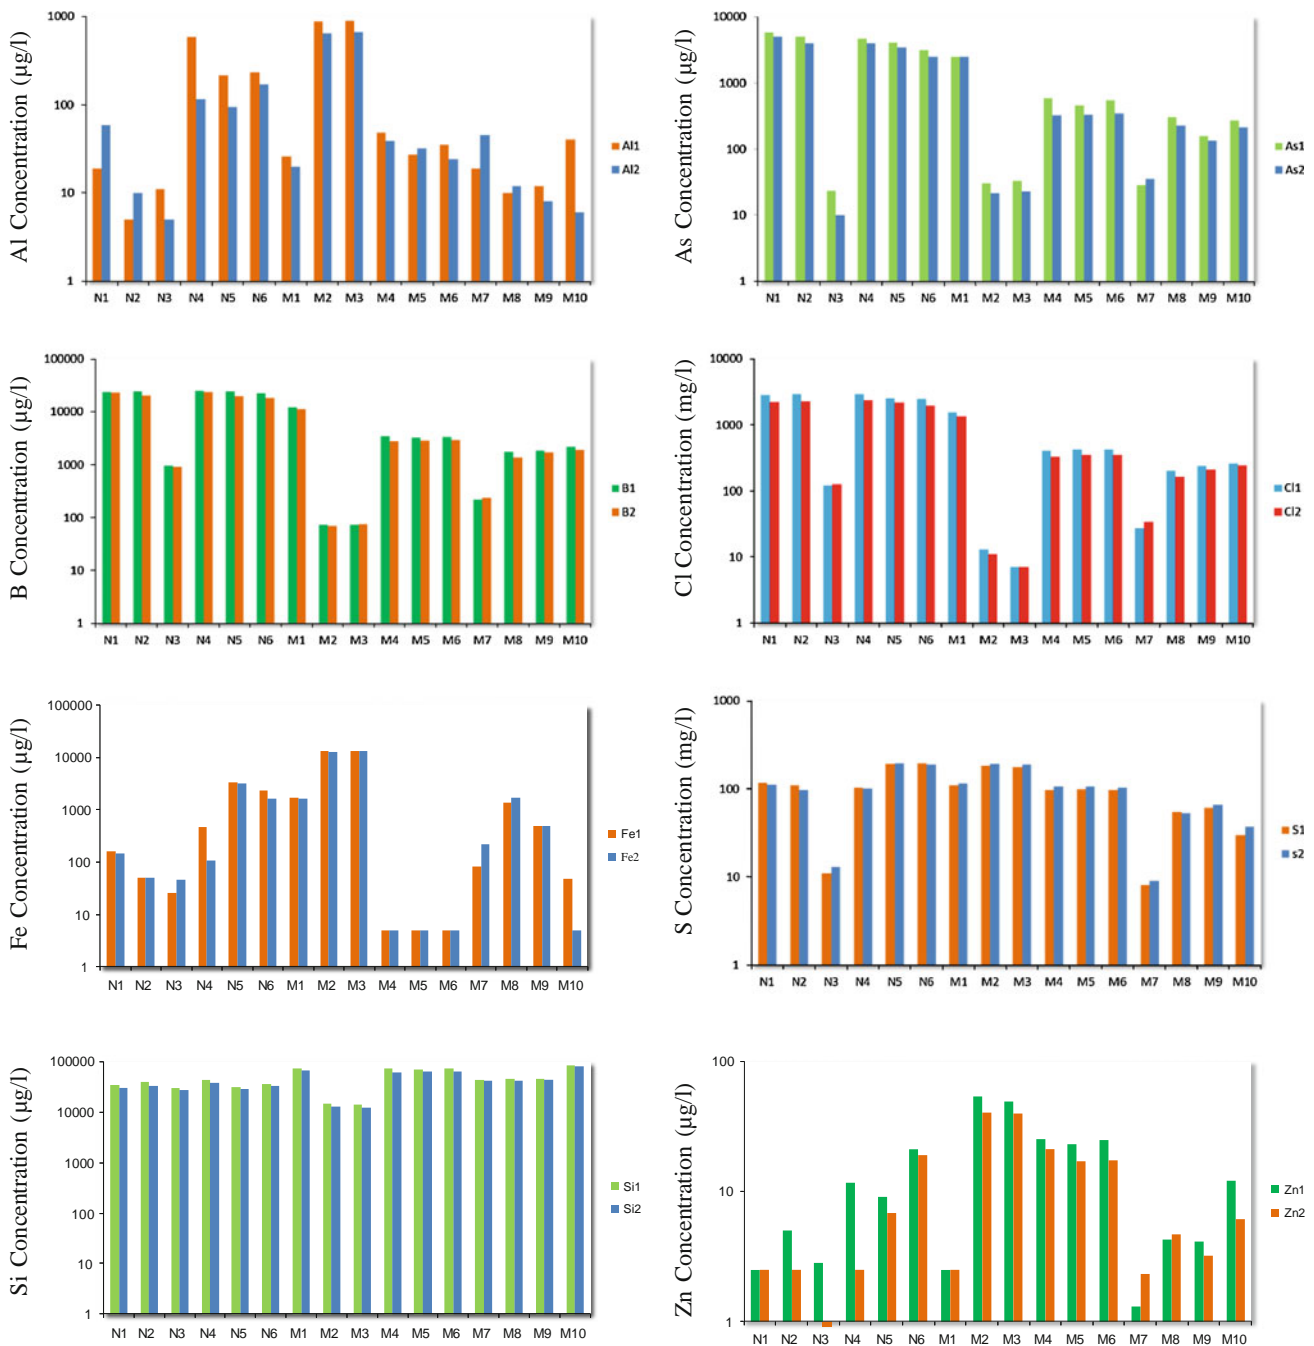 Al Concentration (µg/l)
1000
100
10
1
N1 N2 N3 N4 N5 N6 M1 M2 M3 M4 M5 M6 M7 M8 M9 M10
Al1
Al2
As Concentration (µg/l)
10000
1000
100
10
1
N1 N2 N3 N4 N5 N6 M1 M2 M3 M4 M5 M6 M7 M8 M9 M10
As1
As2
B Concentration (µg/l)
100000
10000
1000
100
10
1
N1 N2 N3 N4 N5 N6 M1 M2 M3 M4 M5 M6 M7 M8 M9 M10
B1
B2
Cl Concentration (mg/l)
10000
1000
100
10
1
N1 N2 N3 N4 N5 N6 M1 M2 M3 M4 M5 M6 M7 M8 M9 M10
Cl1
Cl2
Fe Concentration (µg/l)
100000
10000
1000
100
10
1
N1 N2 N3 N4 N5 N6 M1 M2 M3 M4 M5 M6 M7 M8 M9 M10
Fe1
Fe2
S Concentration (mg/l)
1000
100
10
1
N1 N2 N3 N4 N5 N6 M1 M2 M3 M4 M5 M6 M7 M8 M9 M10
S1
s2
Si Concentration (µg/l)
100000
10000
1000
100
10
1
N1 N2 N3 N4 N5 N6 M1 M2 M3 M4 M5 M6 M7 M8 M9 M10
Si1
Si2
Zn Concentration (µg/l)
100
10
1
N1 N2 N3 N4 N5 N6 M1 M2 M3 M4 M5 M6 M7 M8 M9 M10
Zn1
Zn2